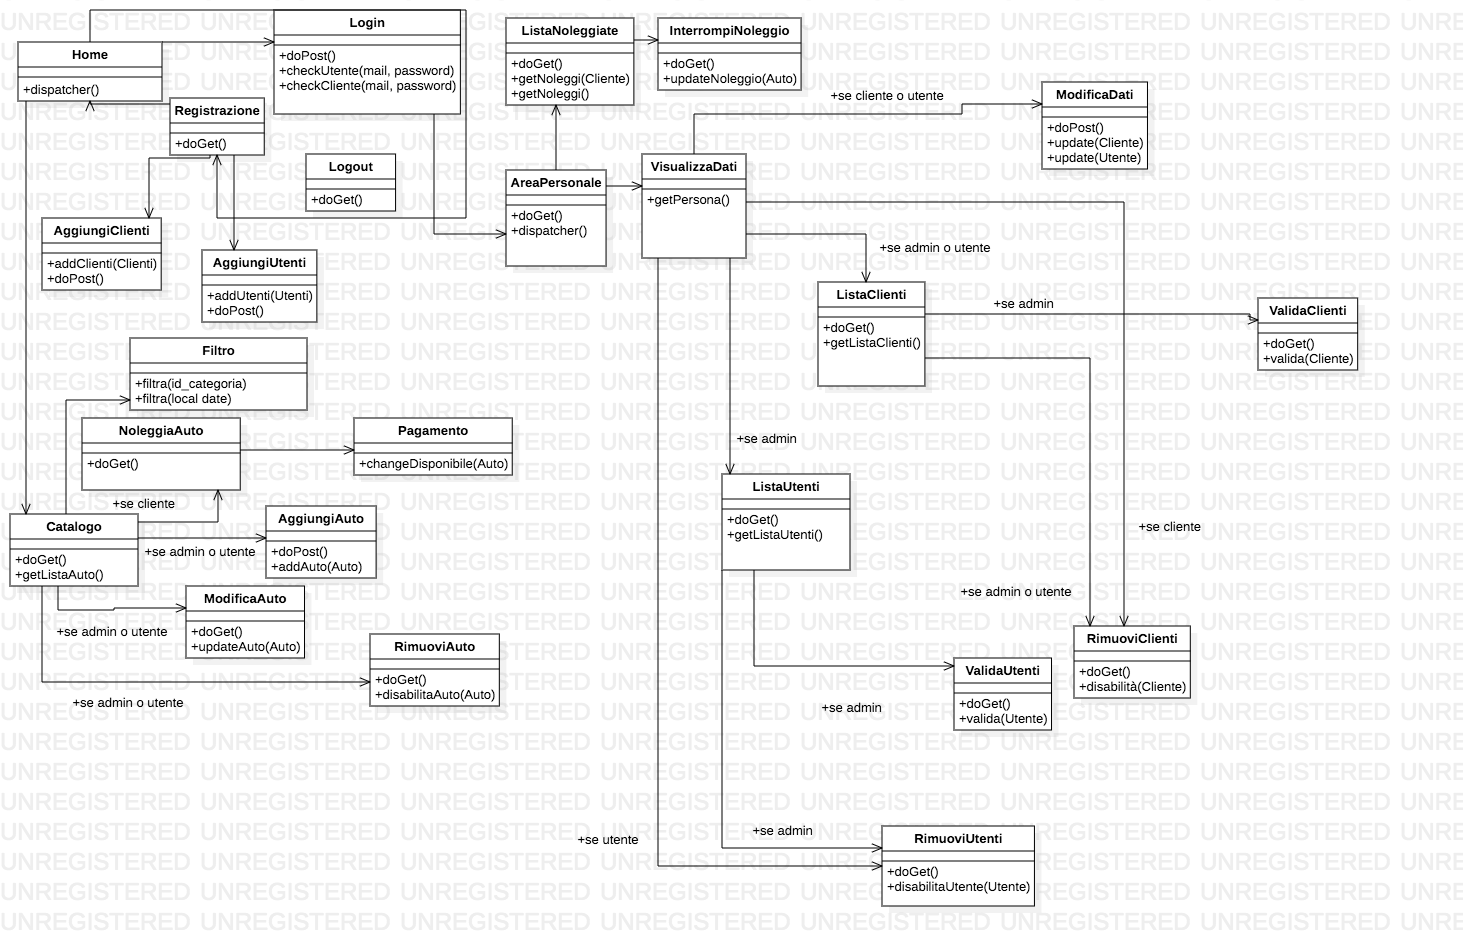 Home
+dispatcher()
Login
+doPost()
+checkUtente(mail, password)
+checkCliente(mail, password)
Registrazione
+doGet()
Logout
+doGet()
AggiungiClienti
+addClienti(Clienti)
+doPost()
AggiungiUtenti
+addUtenti(Utenti)
+doPost()
ListaNoleggiate
+doGet()
+getNoleggi(Cliente)
+getNoleggi()
InterrompiNoleggio
+doGet()
+updateNoleggio(Auto)
AreaPersonale
+doGet()
+dispatcher()
VisualizzaDati
+getPersona()
+se cliente o utente
ModificaDati
+doPost()
+update(Cliente)
+update(Utente)
+se admin o utente
ListaClienti
+doGet()
+getListaClienti()
+se admin
ValidaClienti
+doGet()
+valida(Cliente)
Filtro
+filtra(id_categoria)
+filtra(local date)
NoleggiaAuto
+doGet()
Pagamento
+changeDisponibile(Auto)
+se cliente
Catalogo
+doGet()
+getListaAuto()
+se admin o utente
AggiungiAuto
+doPost()
+addAuto(Auto)
ModificaAuto
+doGet()
+updateAuto(Auto)
+se admin o utente
RimuoviAuto
+doGet()
+disabilitaAuto(Auto)
+se admin o utente
+se admin
ListaUtenti
+doGet()
+getListaUtenti()
+se cliente
+se admin o utente
RimuoviClienti
+doGet()
+disabilità(Cliente)
ValidaUtenti
+doGet()
+valida(Utente)
+se admin
+se utente
+se admin
RimuoviUtenti
+doGet()
+disabilitaUtente(Utente)
UNREGISTERED